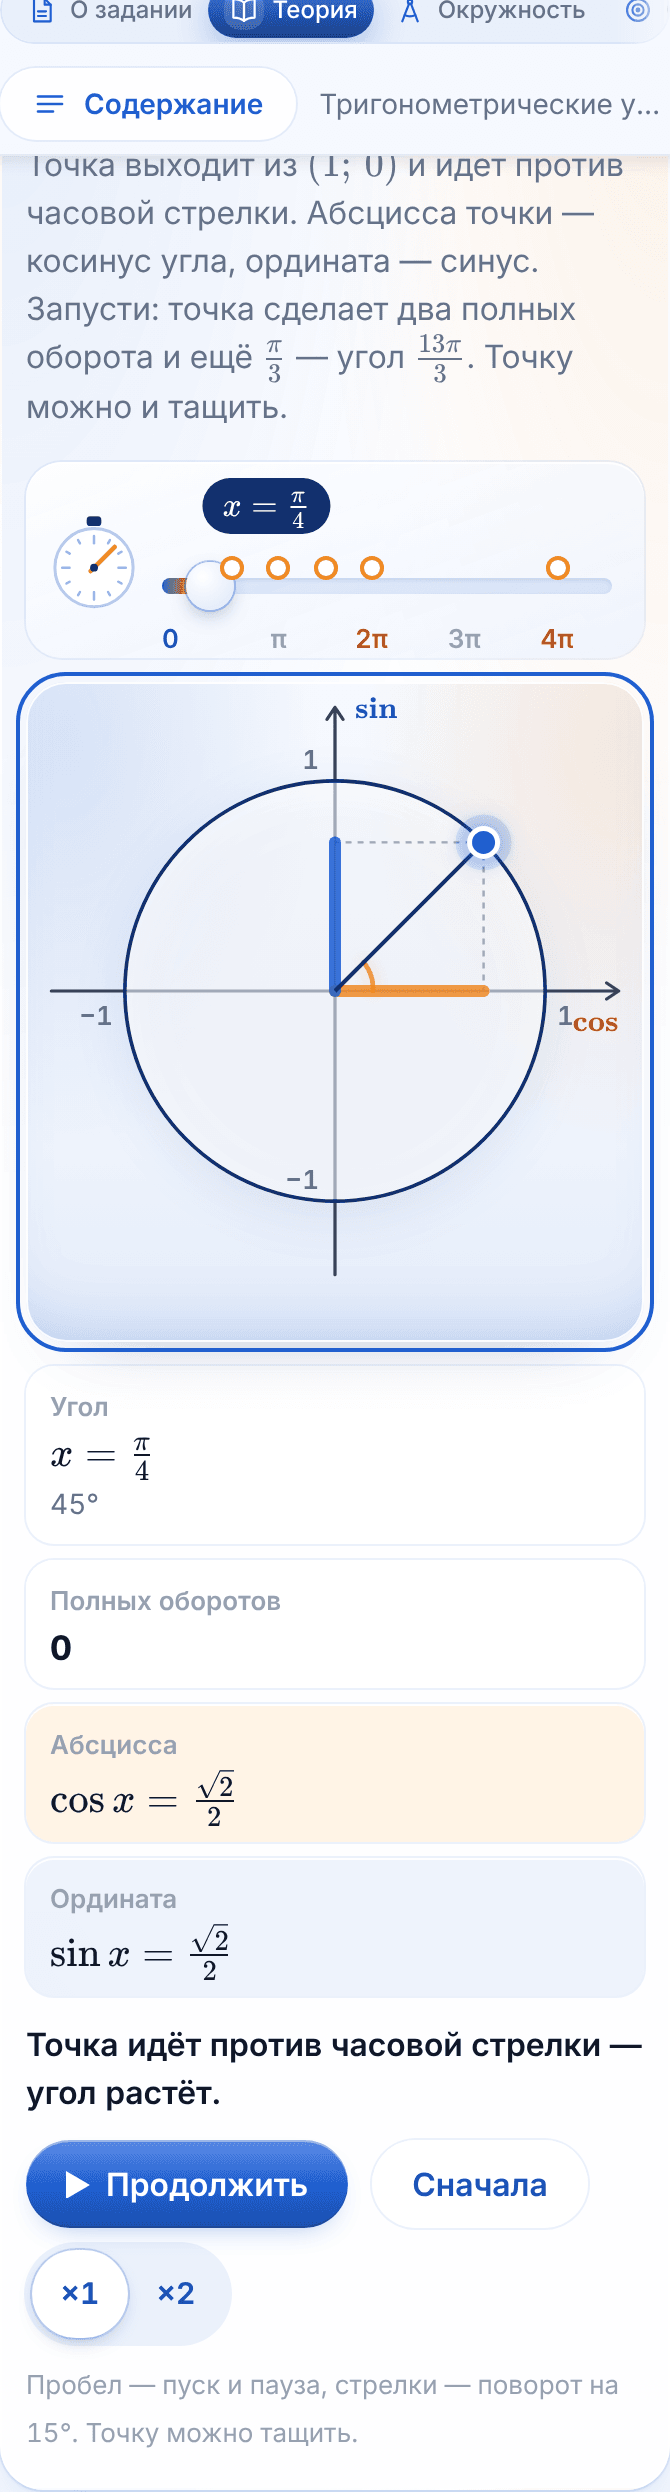 О задании Теория Окружность
Содержание Тригонометрические у...
Точка выходит из (1; 0) и идет против
часовой стрелки. Абсцисса точки —
косинус угла, ордината — синус.
Запусти: точка сделает два полных
оборота и ещё π/3 — угол 13π/3. Точку
можно и тащить.
x = π/4
0 π 2π 3π 4π
sin
1
−1 1 cos
−1
Угол
x = π/4
45°
Полных оборотов
0
Абсцисса
cos x = √2/2
Ордината
sin x = √2/2
Точка идёт против часовой стрелки —
угол растёт.
Продолжить Сначала
×1 ×2
Пробел — пуск и пауза, стрелки — поворот на
15°. Точку можно тащить.